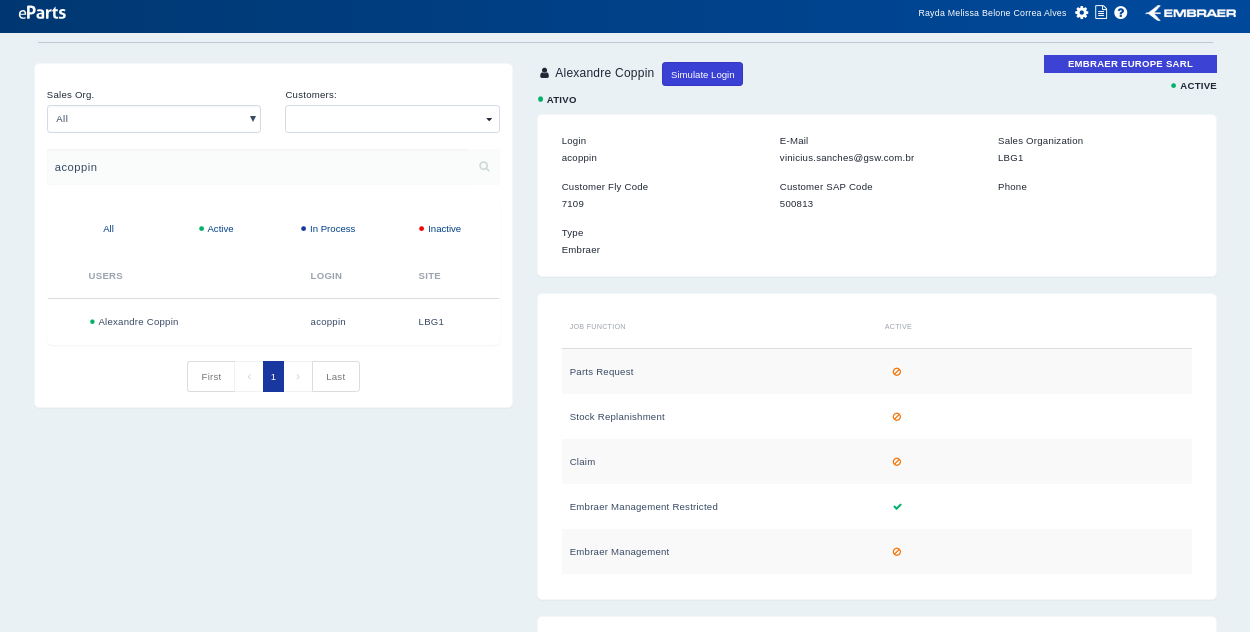 eParts
Rayda Melissa Belone Correa Alves
EMBRAER
Sales Org.
Customers:
All
acoppin
All
Active
In Process
Inactive
USERS LOGIN SITE
Alexandre Coppin acoppin LBG1
First ‹ 1 › Last
Alexandre Coppin
Simulate Login
ATIVO
EMBRAER EUROPE SARL
ACTIVE
Login E-Mail Sales Organization
acoppin vinicius.sanches@gsw.com.br LBG1
Customer Fly Code Customer SAP Code Phone
7109 500813
Type
Embraer
JOB FUNCTION ACTIVE
Parts Request
Stock Replanishment
Claim
Embraer Management Restricted
Embraer Management